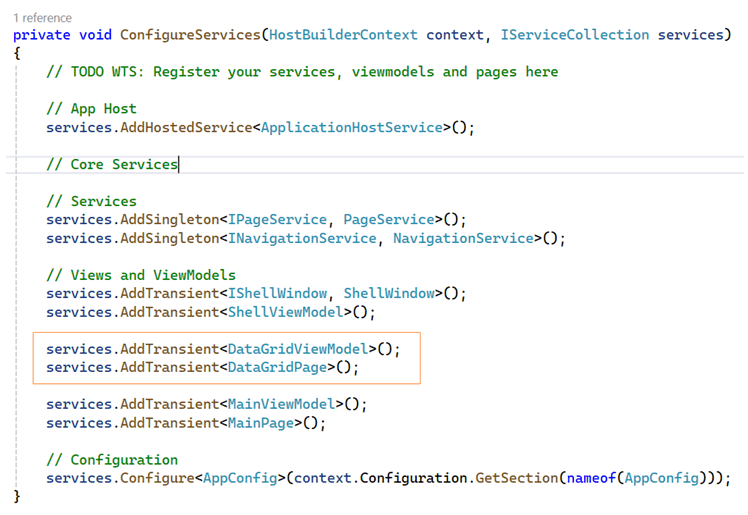 1 reference
private void ConfigureServices(HostBuilderContext context, IServiceCollection services)
{
// TODO WTS: Register your services, viewmodels and pages here
// App Host
services.AddHostedService<ApplicationHostService>();
// Core Services
// Services
services.AddSingleton<IPageService, PageService>();
services.AddSingleton<INavigationService, NavigationService>();
// Views and ViewModels
services.AddTransient<IShellWindow, ShellWindow>();
services.AddTransient<ShellViewModel>();
services.AddTransient<DataGridViewModel>();
services.AddTransient<DataGridPage>();
services.AddTransient<MainViewModel>();
services.AddTransient<MainPage>();
// Configuration
services.Configure<AppConfig>(context.Configuration.GetSection(nameof(AppConfig)));
}